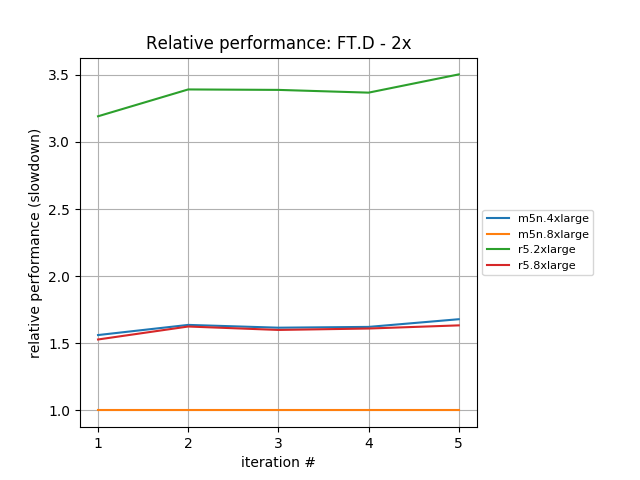 Relative performance: FT.D - 2x
relative performance (slowdown)
3.5
3.0
2.5
2.0
1.5
1.0
1 2 3 4 5
iteration #
m5n.4xlarge
m5n.8xlarge
r5.2xlarge
r5.8xlarge